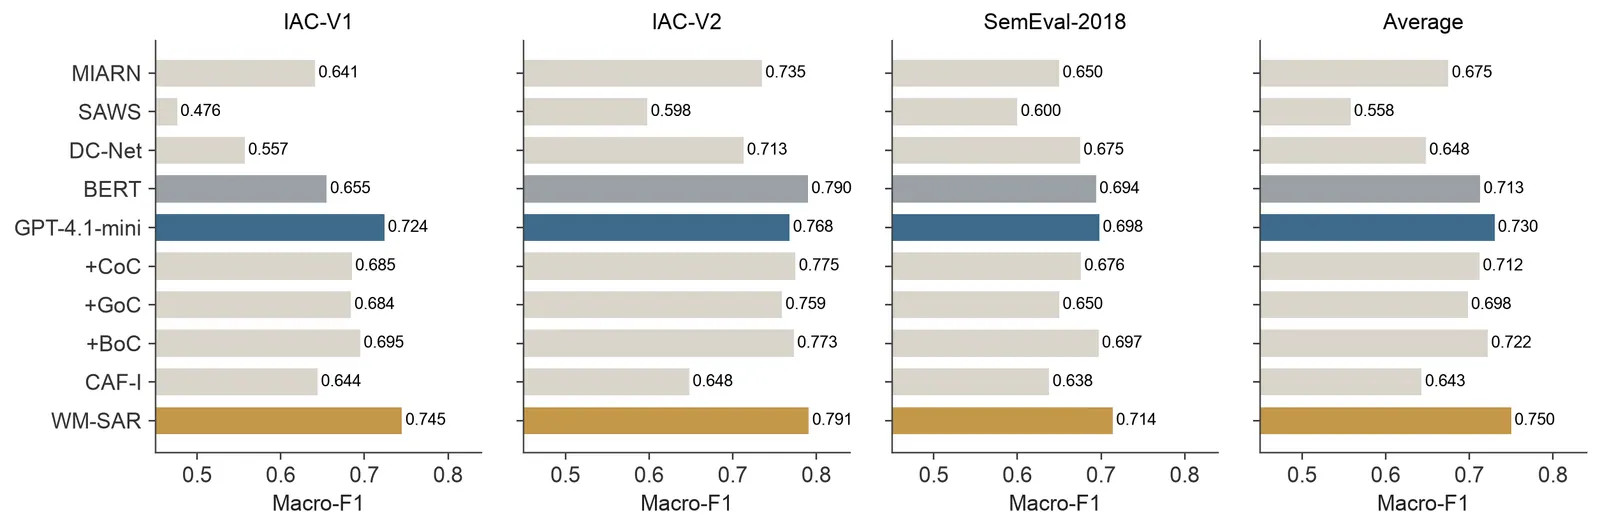 IAC-V1 IAC-V2 SemEval-2018 Average
MIARN 0.641 0.735 0.650 0.675
SAWS 0.476 0.598 0.600 0.558
DC-Net 0.557 0.713 0.675 0.648
BERT 0.655 0.790 0.694 0.713
GPT-4.1-mini 0.724 0.768 0.698 0.730
+CoC 0.685 0.775 0.676 0.712
+GoC 0.684 0.759 0.650 0.698
+BoC 0.695 0.773 0.697 0.722
CAF-I 0.644 0.648 0.638 0.643
WM-SAR 0.745 0.791 0.714 0.750
0.5 0.6 0.7 0.8 0.5 0.6 0.7 0.8 0.5 0.6 0.7 0.8 0.5 0.6 0.7 0.8
Macro-F1 Macro-F1 Macro-F1 Macro-F1